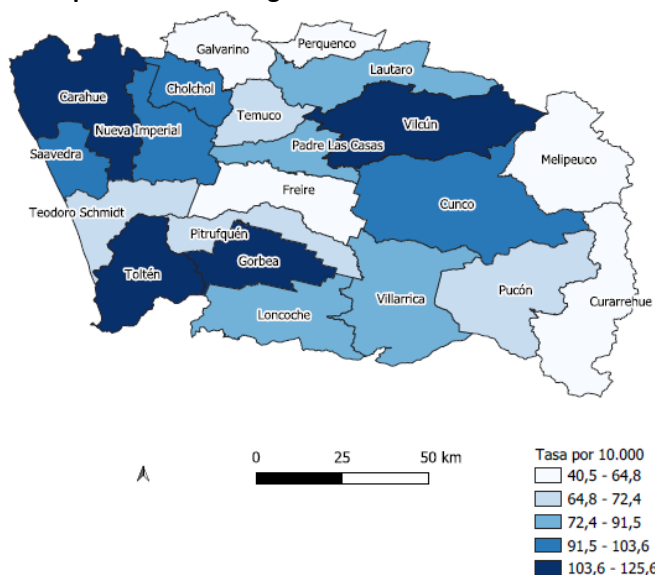 Galvarino
Perquenco
Lautaro
Carahue
Cholchol
Temuco
Vilcún
Nueva Imperial
Padre Las Casas
Saavedra
Melipeuco
Freire
Cunco
Teodoro Schmidt
Pitrufquén
Gorbea
Toltén
Pucón
Villarrica
Curarrehue
Loncoche
0 25 50 km
Tasa por 10.000
40,5 - 64,8
64,8 - 72,4
72,4 - 91,5
91,5 - 103,6
103,6 - 125,6